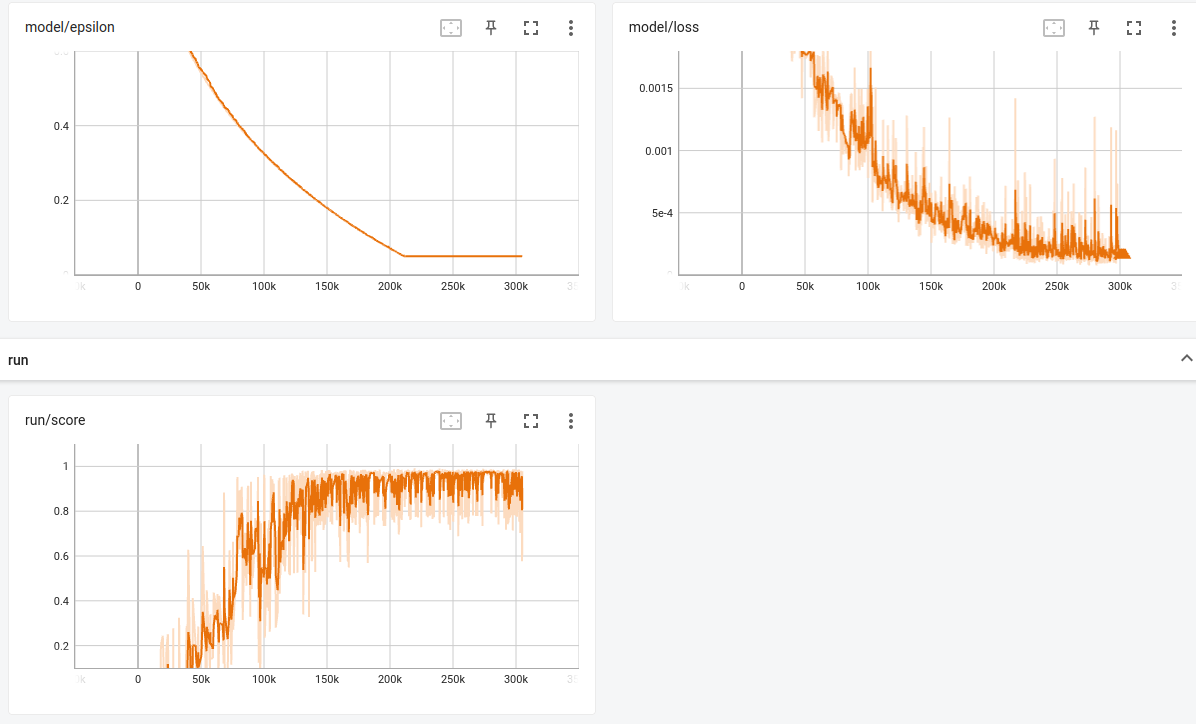 model/epsilon
model/loss
0.4
0.2
0
50k
100k
150k
200k
250k
300k
0.0015
0.001
5e-4
0
50k
100k
150k
200k
250k
300k
run
run/score
1
0.8
0.6
0.4
0.2
0
50k
100k
150k
200k
250k
300k